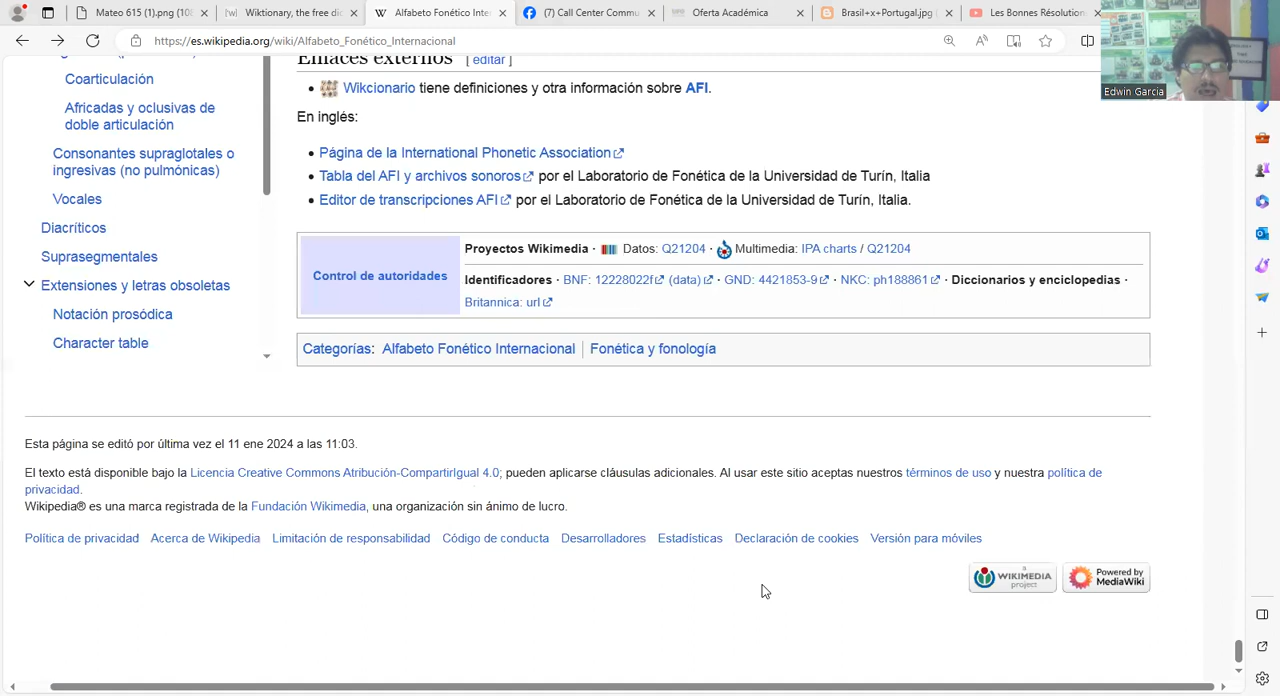 Mateo 615 (1).png (10
Wiktionary, the free di
Alfabeto Fonético Inte
(7) Call Center Commu
Oferta Académica
Brasil+x+Portugal.jpg
Les Bonnes Résolution
https://es.wikipedia.org/wiki/Alfabeto_Fonético_Internacional
Edwin Garcia
Coarticulación
Africadas y oclusivas de
doble articulación
Consonantes supraglotales o
ingresivas (no pulmónicas)
Vocales
Diacríticos
Suprasegmentales
Extensiones y letras obsoletas
Notación prosódica
Character table
Enlaces externos [ editar ]
• Wikcionario tiene definiciones y otra información sobre AFI.
En inglés:
• Página de la International Phonetic Association
• Tabla del AFI y archivos sonoros por el Laboratorio de Fonética de la Universidad de Turín, Italia
• Editor de transcripciones AFI por el Laboratorio de Fonética de la Universidad de Turín, Italia.
Control de autoridades
Proyectos Wikimedia · Datos: Q21204 · Multimedia: IPA charts / Q21204
Identificadores · BNF: 12228022f (data) · GND: 4421853-9 · NKC: ph188861 · Diccionarios y enciclopedias ·
Britannica: url
Categorías: Alfabeto Fonético Internacional | Fonética y fonología
Esta página se editó por última vez el 11 ene 2024 a las 11:03.
El texto está disponible bajo la Licencia Creative Commons Atribución-CompartirIgual 4.0; pueden aplicarse cláusulas adicionales. Al usar este sitio aceptas nuestros términos de uso y nuestra política de
privacidad.
Wikipedia® es una marca registrada de la Fundación Wikimedia, una organización sin ánimo de lucro.
Política de privacidad Acerca de Wikipedia Limitación de responsabilidad Código de conducta Desarrolladores Estadísticas Declaración de cookies Versión para móviles
a
WIKIMEDIA
project
Powered by
MediaWiki